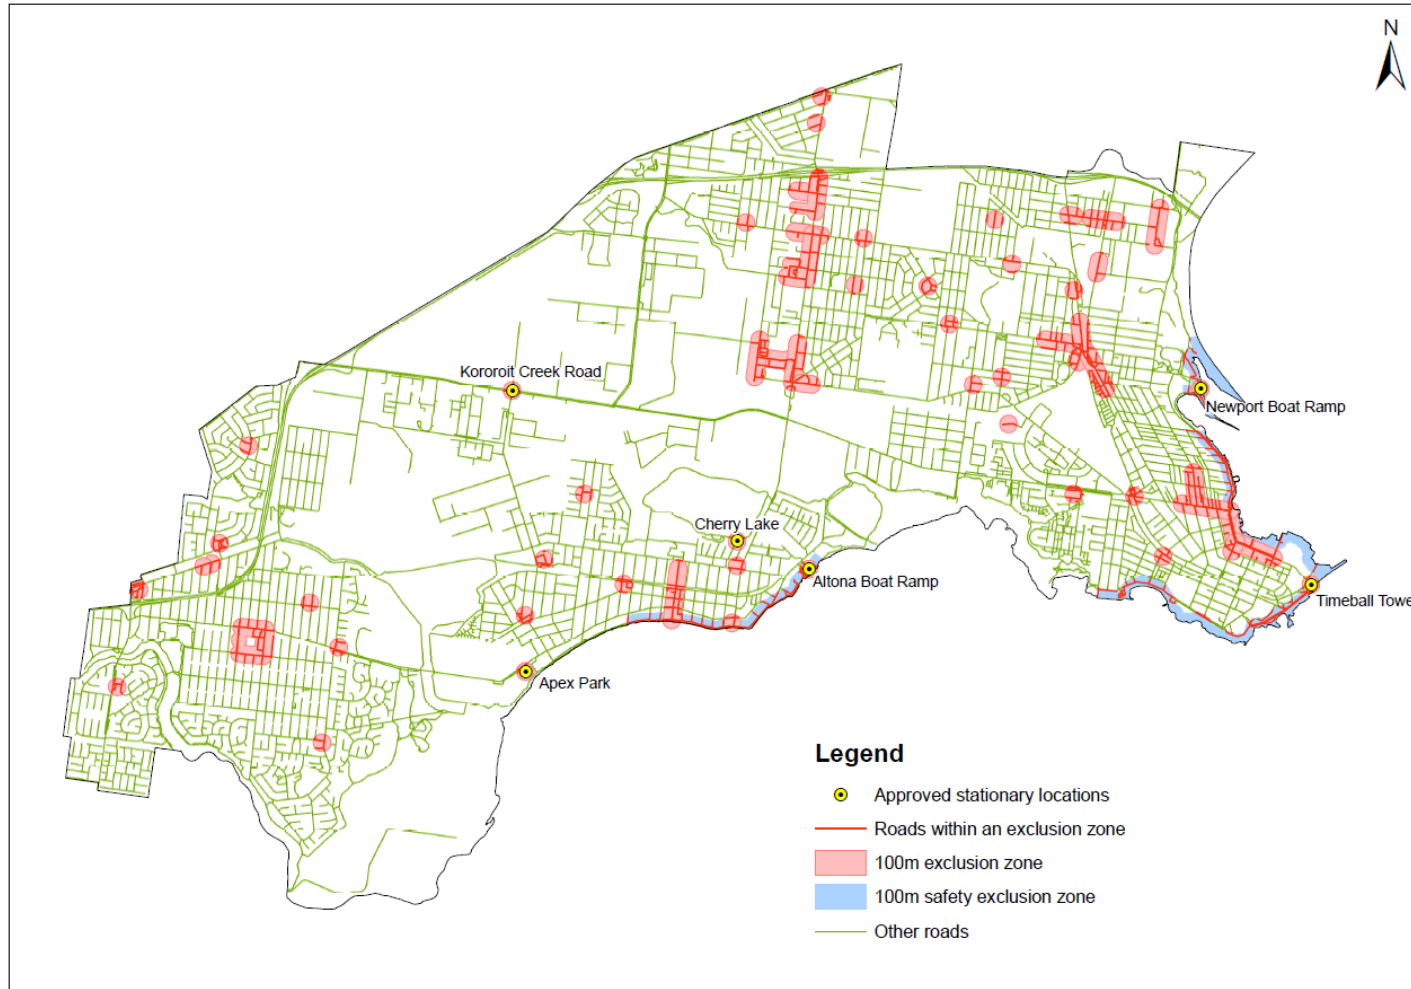 N
Kororoit Creek Road
Newport Boat Ramp
Cherry Lake
Altona Boat Ramp
Timeball Towe
Apex Park
Legend
Approved stationary locations
Roads within an exclusion zone
100m exclusion zone
100m safety exclusion zone
Other roads